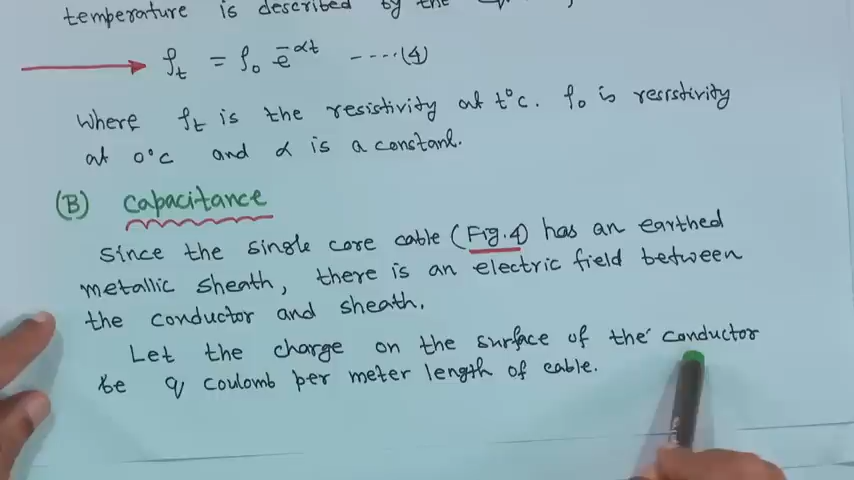 temperature is described by the
ρt = ρ0 e^-αt ----(4)
Where ρt is the resistivity at t°c. ρ0 is resistivity
at 0°c and α is a constant.
(B) Capacitance
Since the single core cable (Fig.4) has an earthed
metallic sheath, there is an electric field between
the conductor and sheath.
Let the charge on the surface of the conductor
be q coulomb per meter length of cable.